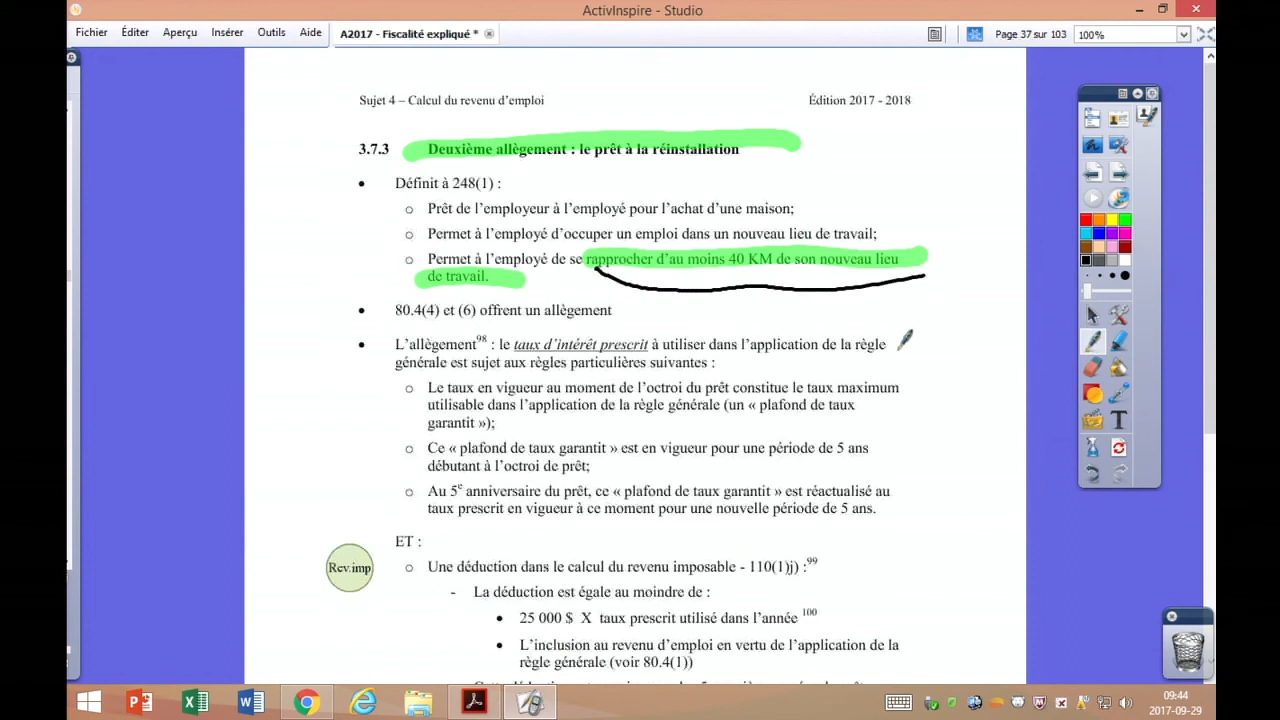 ActivInspire - Studio
Fichier Éditer Aperçu Insérer Outils Aide A2017 - Fiscalité expliqué * Page 37 sur 103 100%
Sujet 4 – Calcul du revenu d'emploi Édition 2017 - 2018
3.7.3 Deuxième allègement : le prêt à la réinstallation
• Définit à 248(1) :
o Prêt de l'employeur à l'employé pour l'achat d'une maison;
o Permet à l'employé d'occuper un emploi dans un nouveau lieu de travail;
o Permet à l'employé de se rapprocher d'au moins 40 KM de son nouveau lieu
de travail.
• 80.4(4) et (6) offrent un allègement
• L'allègement98 : le taux d'intérêt prescrit à utiliser dans l'application de la règle
générale est sujet aux règles particulières suivantes :
o Le taux en vigueur au moment de l'octroi du prêt constitue le taux maximum
utilisable dans l'application de la règle générale (un « plafond de taux
garantit »);
o Ce « plafond de taux garantit » est en vigueur pour une période de 5 ans
débutant à l'octroi de prêt;
o Au 5e anniversaire du prêt, ce « plafond de taux garantit » est réactualisé au
taux prescrit en vigueur à ce moment pour une nouvelle période de 5 ans.
ET :
Rev.imp
o Une déduction dans le calcul du revenu imposable - 110(1)j) :99
- La déduction est égale au moindre de :
• 25 000 $ X taux prescrit utilisé dans l'année 100
• L'inclusion au revenu d'emploi en vertu de l'application de la
règle générale (voir 80.4(1))
09:44
2017-09-29